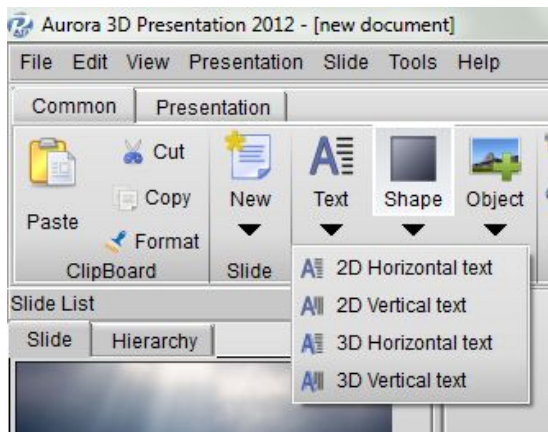 Aurora 3D Presentation 2012 - [new document]
File Edit View Presentation Slide Tools Help
Common Presentation
Cut
Copy
Paste
Format
New
Text
Shape
Object
ClipBoard
Slide
2D Horizontal text
2D Vertical text
3D Horizontal text
3D Vertical text
Slide List
Slide Hierarchy